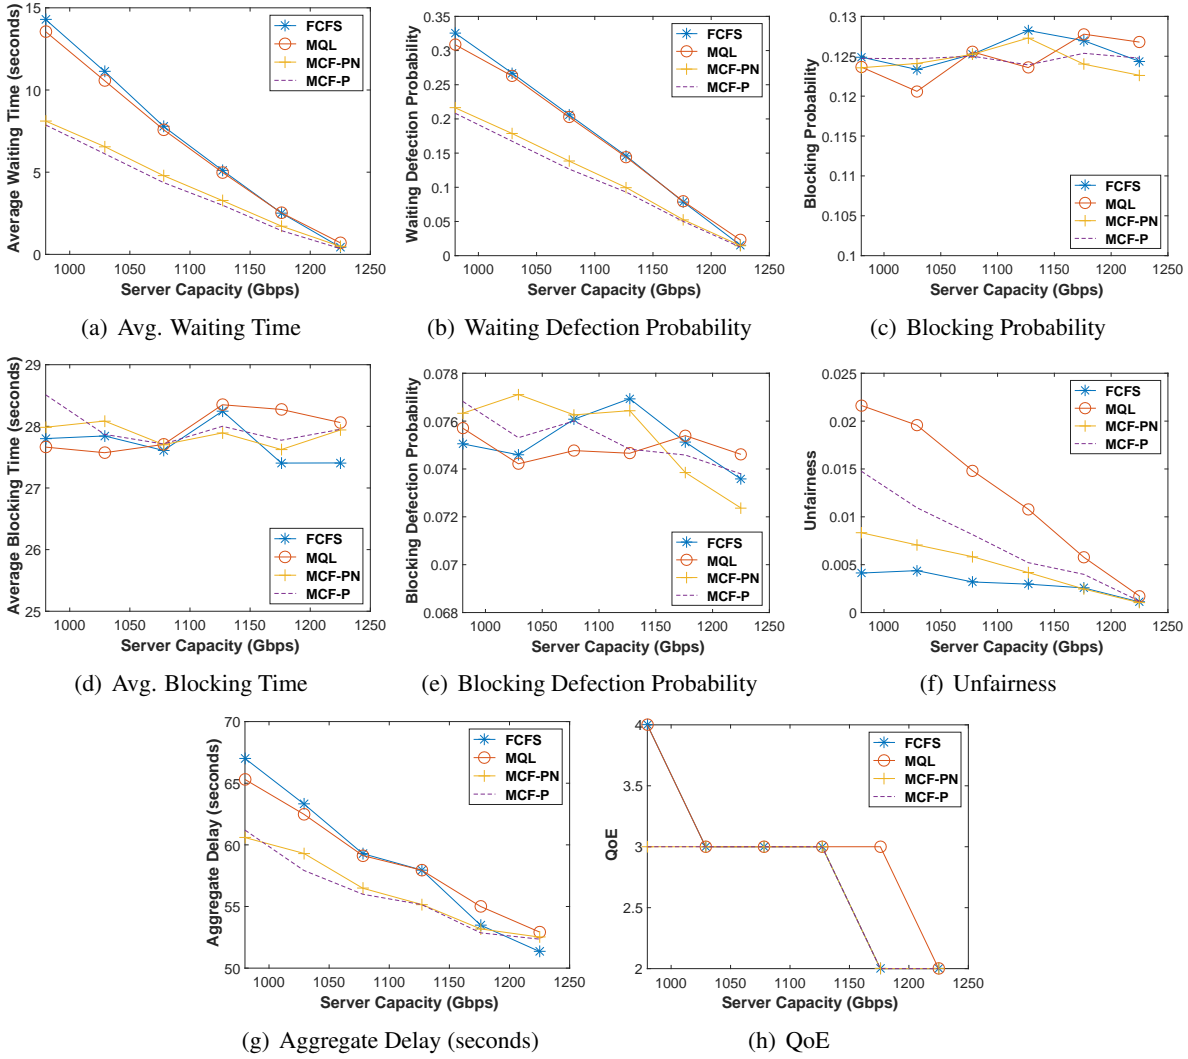 15
10
5
0
Average Waiting Time (seconds)
FCFS
MQL
MCF-PN
MCF-P
1000 1050 1100 1150 1200 1250
Server Capacity (Gbps)
(a) Avg. Waiting Time
0.35
0.3
0.25
0.2
0.15
0.1
0.05
0
Waiting Defection Probability
FCFS
MQL
MCF-PN
MCF-P
1000 1050 1100 1150 1200 1250
Server Capacity (Gbps)
(b) Waiting Defection Probability
0.13
0.125
0.12
0.115
0.11
0.105
0.1
Blocking Probability
FCFS
MQL
MCF-PN
MCF-P
1000 1050 1100 1150 1200 1250
Server Capacity (Gbps)
(c) Blocking Probability
29
28
27
26
25
Average Blocking Time (seconds)
FCFS
MQL
MCF-PN
MCF-P
1000 1050 1100 1150 1200 1250
Server Capacity (Gbps)
(d) Avg. Blocking Time
0.078
0.076
0.074
0.072
0.07
0.068
Blocking Defection Probability
FCFS
MQL
MCF-PN
MCF-P
1000 1050 1100 1150 1200 1250
Server Capacity (Gbps)
(e) Blocking Defection Probability
0.025
0.02
0.015
0.01
0.005
0
Unfairness
FCFS
MQL
MCF-PN
MCF-P
1000 1050 1100 1150 1200 1250
Server Capacity (Gbps)
(f) Unfairness
70
65
60
55
50
Aggregate Delay (seconds)
FCFS
MQL
MCF-PN
MCF-P
1000 1050 1100 1150 1200 1250
Server Capacity (Gbps)
(g) Aggregate Delay (seconds)
4
3.5
3
2.5
2
QoE
FCFS
MQL
MCF-PN
MCF-P
1000 1050 1100 1150 1200 1250
Server Capacity (Gbps)
(h) QoE